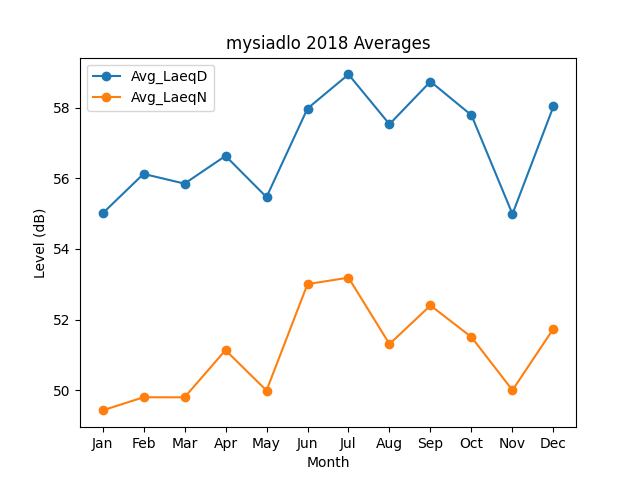 mysiadlo 2018 Averages
Avg_LaeqD
Avg_LaeqN
Level (dB)
58
56
54
52
50
Jan Feb Mar Apr May Jun Jul Aug Sep Oct Nov Dec
Month